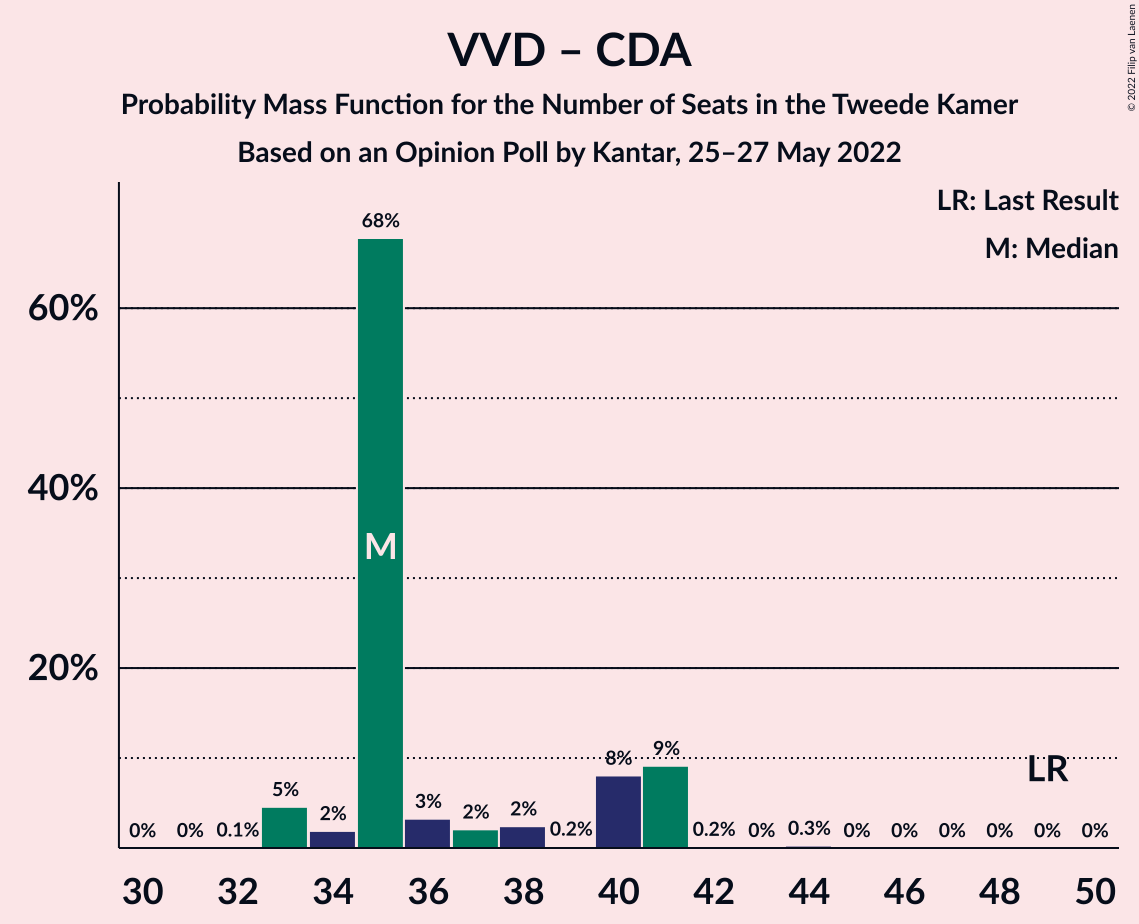 VVD – CDA
Probability Mass Function for the Number of Seats in the Tweede Kamer
Based on an Opinion Poll by Kantar, 25–27 May 2022
© 2022 Filip van Laenen
LR: Last Result
M: Median
60%
40%
20%
0% 0% 0.1% 5% 2% 68% 3% 2% 2% 0.2% 8% 9% 0.2% 0% 0.3% 0% 0% 0% 0% 0% 0%
M
LR
30 32 34 36 38 40 42 44 46 48 50